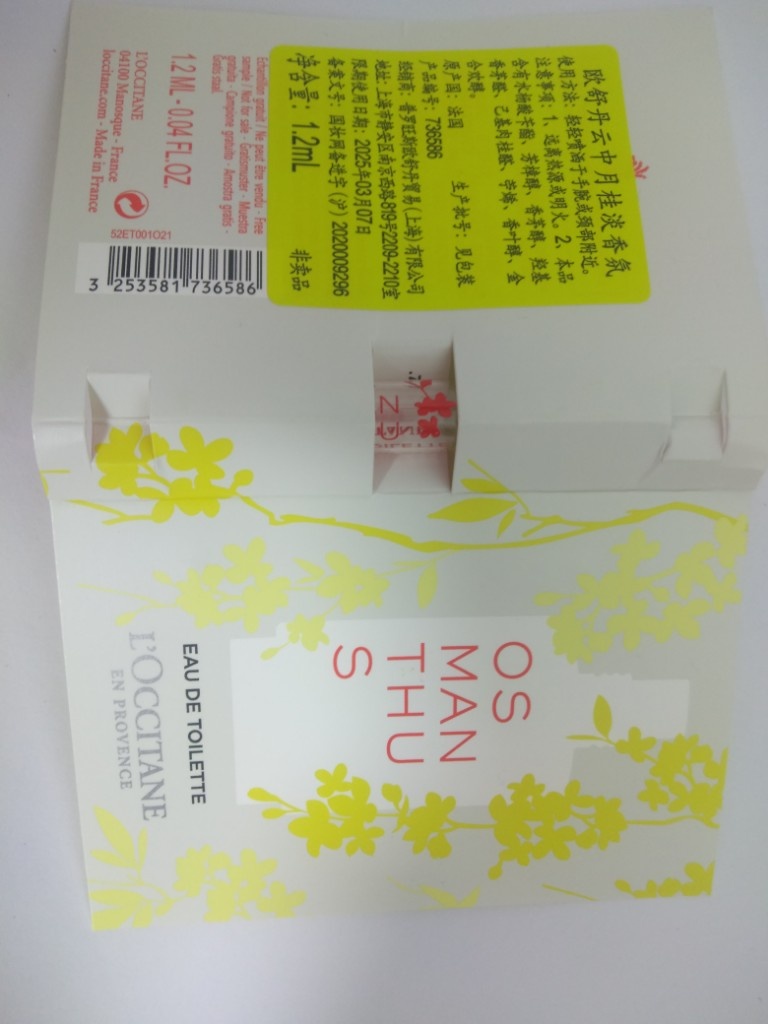 欧舒丹云中月桂淡香氛
使用方法：轻轻喷洒于手腕或颈部附近。
注意事项：1、远离热源或明火。2、本品
含有水杨酸苄酯、芳樟醇、香茅醇、羟基
香茅醛、己基肉桂醛、苧烯、香叶醇、金
合欢醇。
原产国：法国 生产批号：见包装
产品编号：736586
经销商：普罗旺斯欧舒丹贸易(上海)有限公司
地址：上海市静安区南京西路819号2209-2210室
限期使用日期：2025年03月07日
备案文号：国妆网备进字（沪）2020009296
净含量：1.2mL 非卖品
Echantillon gratuit / Ne peut être vendu - Free
sample / Not for sale - Gratismuster - Muestra
gratuita - Campione gratuito - Amostra gratis -
Gratis staal.
1.2 ML - 0.04 FL.OZ.
L'OCCITANE
04100 Manosque - France
loccitane.com - Made in France
52ET001O21
3 253581 736586
OS
MAN
THU
S
EAU DE TOILETTE
L'OCCITANE
EN PROVENCE